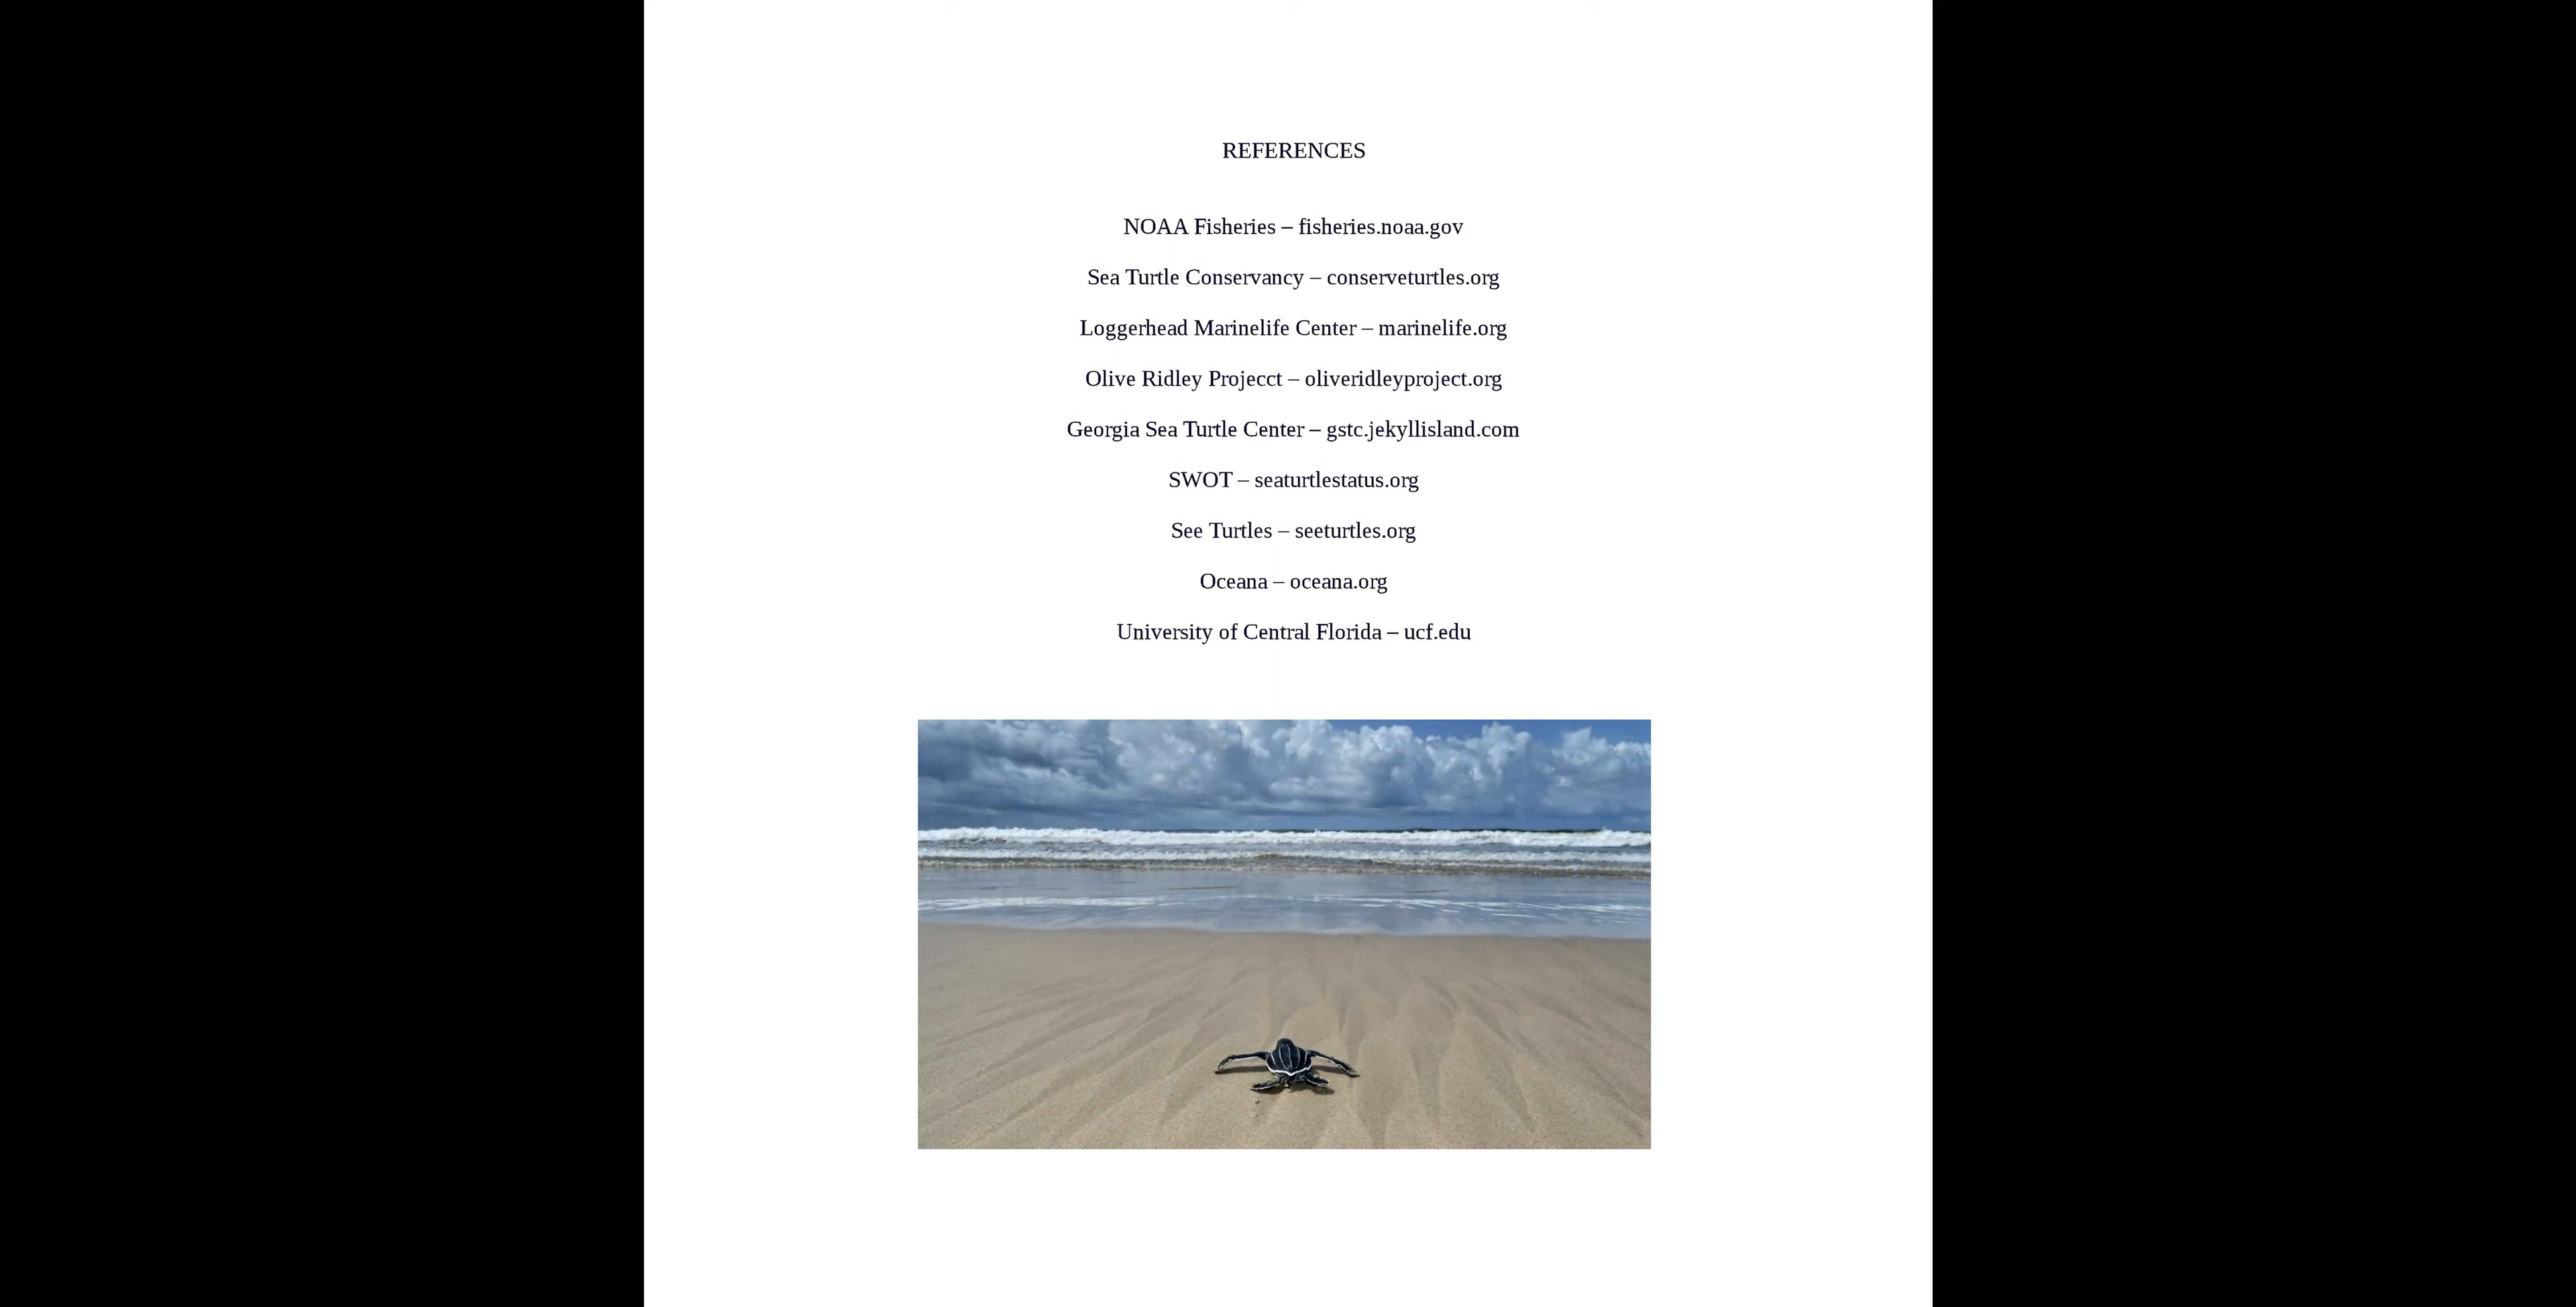 REFERENCES
NOAA Fisheries – fisheries.noaa.gov
Sea Turtle Conservancy – conserveturtles.org
Loggerhead Marinelife Center – marinelife.org
Olive Ridley Projecct – oliveridleyproject.org
Georgia Sea Turtle Center – gstc.jekyllisland.com
SWOT – seaturtlestatus.org
See Turtles – seeturtles.org
Oceana – oceana.org
University of Central Florida – ucf.edu